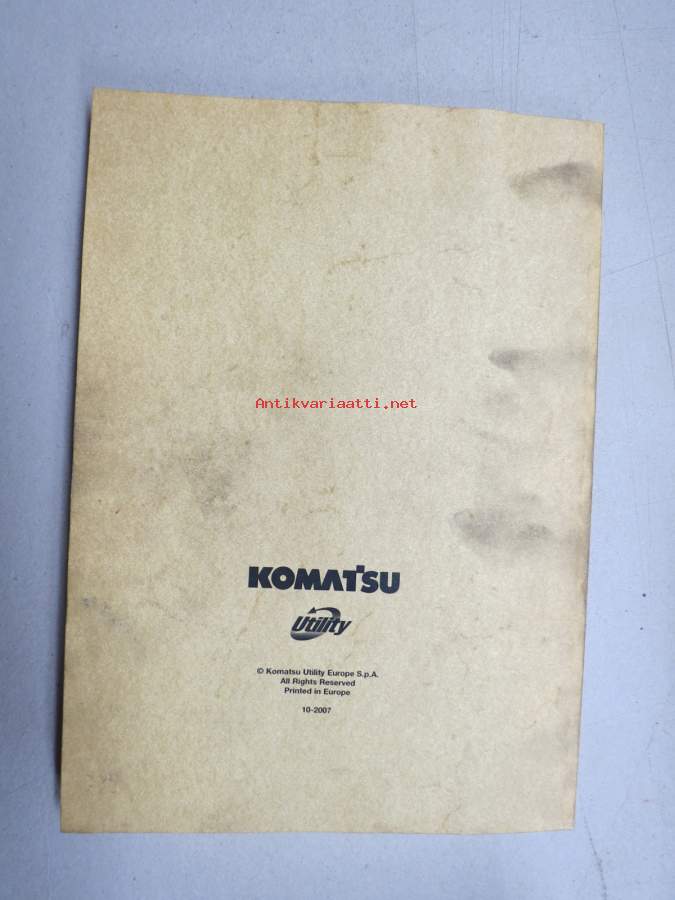 Antikvariaatti.net
KOMATSU
Utility
© Komatsu Utility Europe S.p.A.
All Rights Reserved
Printed in Europe
10-2007